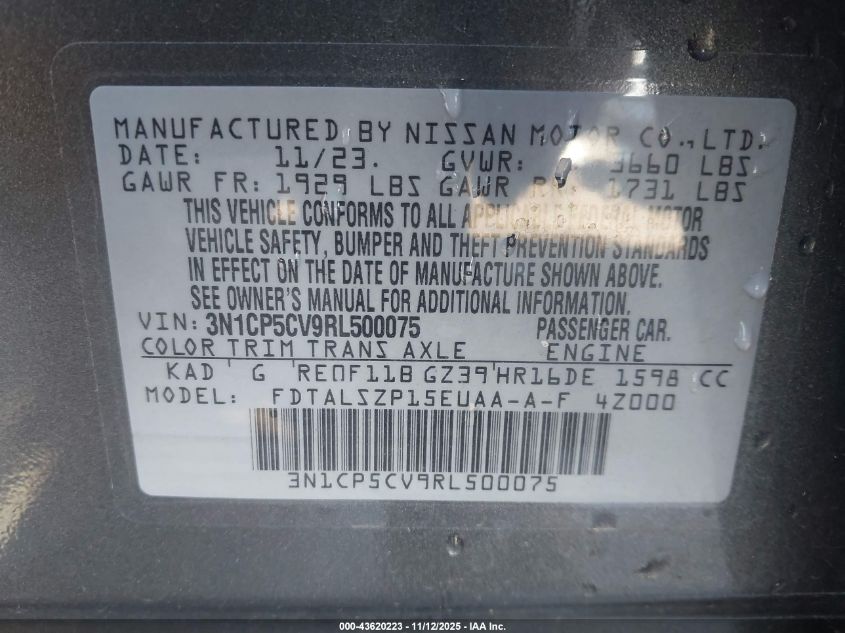 MANUFACTURED BY NISSAN MOTOR CO., LTD.
DATE: 11/23. GVWR: 3660 LBS
GAWR FR: 1929 LBS GAWR RR: 1731 LBS
THIS VEHICLE CONFORMS TO ALL APPLICABLE FEDERAL MOTOR
VEHICLE SAFETY, BUMPER AND THEFT PREVENTION STANDARDS
IN EFFECT ON THE DATE OF MANUFACTURE SHOWN ABOVE.
SEE OWNER'S MANUAL FOR ADDITIONAL INFORMATION.
VIN: 3N1CP5CV9RL500075 PASSENGER CAR.
COLOR TRIM TRANS AXLE ENGINE
KAD G RE0F11B GZ39 HR16DE 1598 CC
MODEL: FDTALSZP15EUAA-A-F 4Z000
3N1CP5CV9RL500075
000-43620223 - 11/12/2025 - IAA Inc.